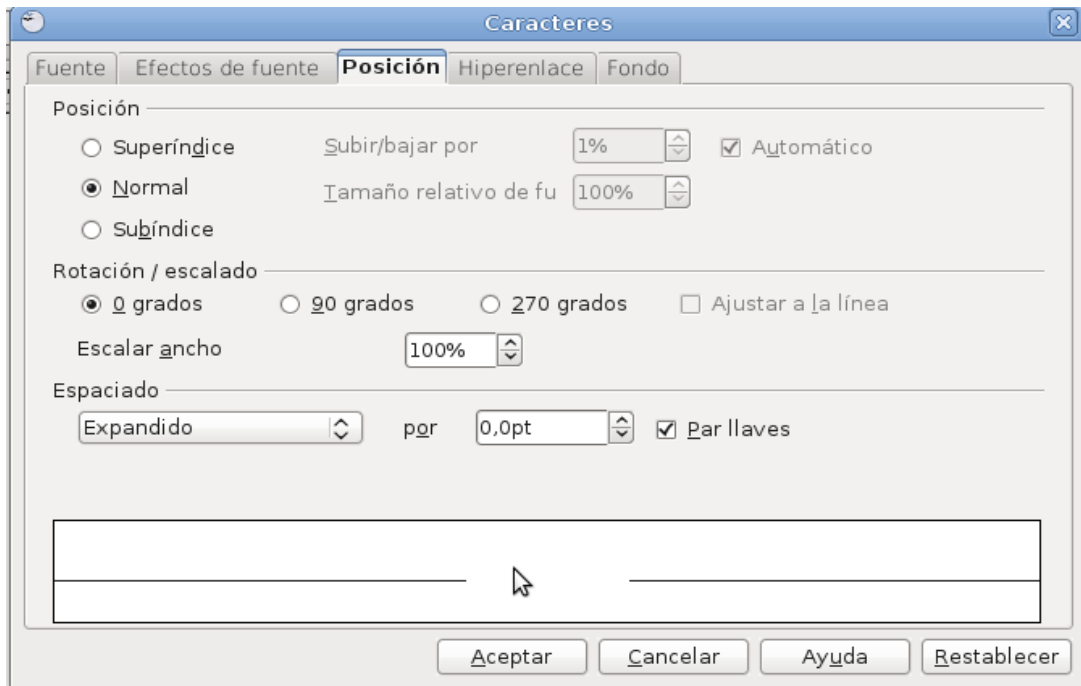 Caracteres
Fuente Efectos de fuente Posición Hiperenlace Fondo
Posición
Superíndice Subir/bajar por 1% Automático
Normal Tamaño relativo de fu 100%
Subíndice
Rotación / escalado
0 grados 90 grados 270 grados Ajustar a la línea
Escalar ancho 100%
Espaciado
Expandido por 0,0pt Par llaves
Aceptar Cancelar Ayuda Restablecer